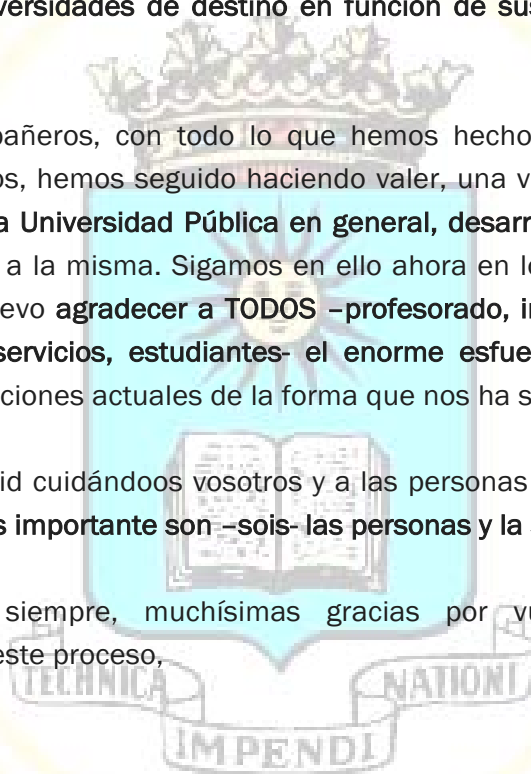 versidades de destino en función de sus
pañeros, con todo lo que hemos hecho
os, hemos seguido haciendo valer, una v
a Universidad Pública en general, desarr
a la misma. Sigamos en ello ahora en l
evo agradecer a TODOS –profesorado, i
servicios, estudiantes- el enorme esfue
ciones actuales de la forma que nos ha s
id cuidándoos vosotros y a las personas
s importante son –sois- las personas y la
siempre, muchísimas gracias por vu
este proceso,
TECHNICA
NATIONI
IMPENDI